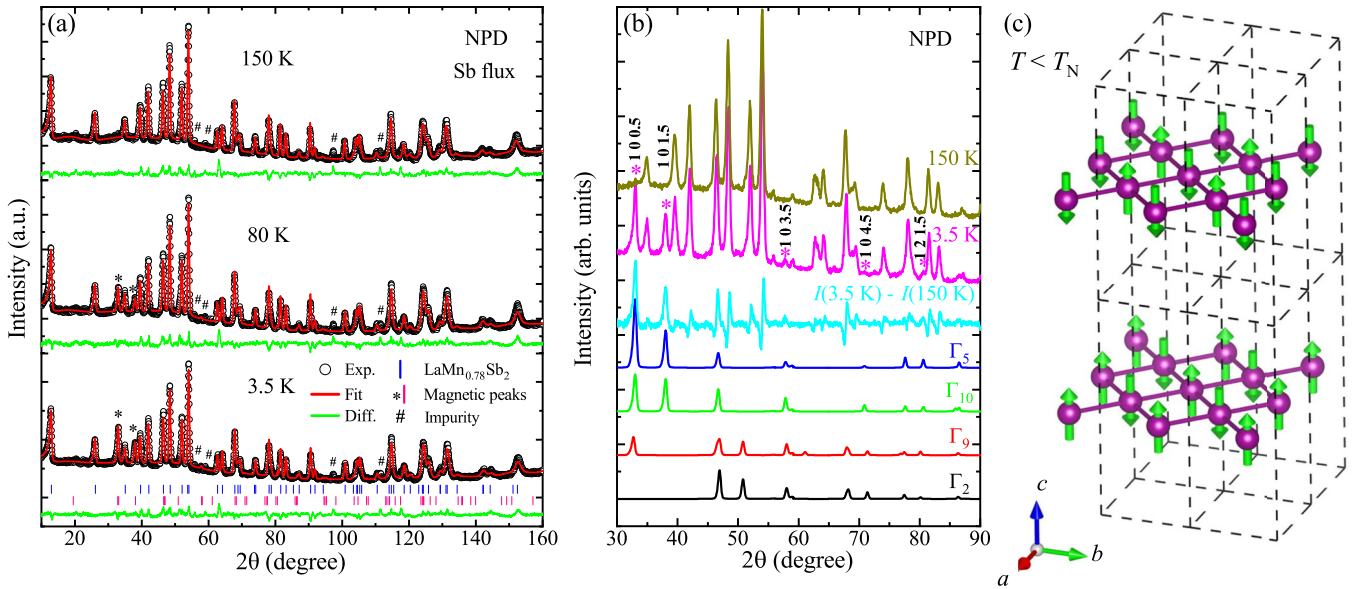 (a)
NPD
Sb flux
150 K
# # # #
80 K
* * # # # #
3.5 K
Exp.
Fit
Diff.
LaMn0.78Sb2
* Magnetic peaks
# Impurity
* * # # # #
Intensity (a.u.)
20 40 60 80 100 120 140 160
2θ (degree)
(b)
NPD
* 1 0 0.5
* 1 0 1.5
150 K
* 1 0 3.5
* 1 0 4.5
* 1 2 1.5
3.5 K
I(3.5 K) - I(150 K)
Γ5
Γ10
Γ9
Γ2
Intensity (arb. units)
30 40 50 60 70 80 90
2θ (degree)
(c)
T < TN
c
b
a